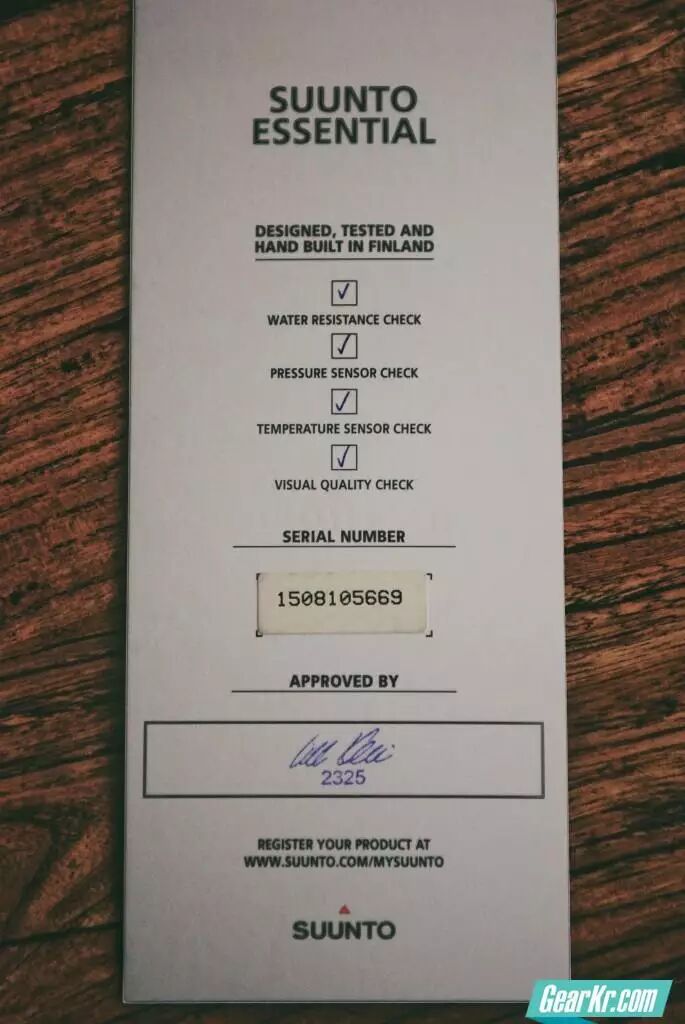 SUUNTO
ESSENTIAL
DESIGNED, TESTED AND
HAND BUILT IN FINLAND
WATER RESISTANCE CHECK
PRESSURE SENSOR CHECK
TEMPERATURE SENSOR CHECK
VISUAL QUALITY CHECK
SERIAL NUMBER
1508105669
APPROVED BY
2325
REGISTER YOUR PRODUCT AT
WWW.SUUNTO.COM/MYSUUNTO
SUUNTO
GearKr.com